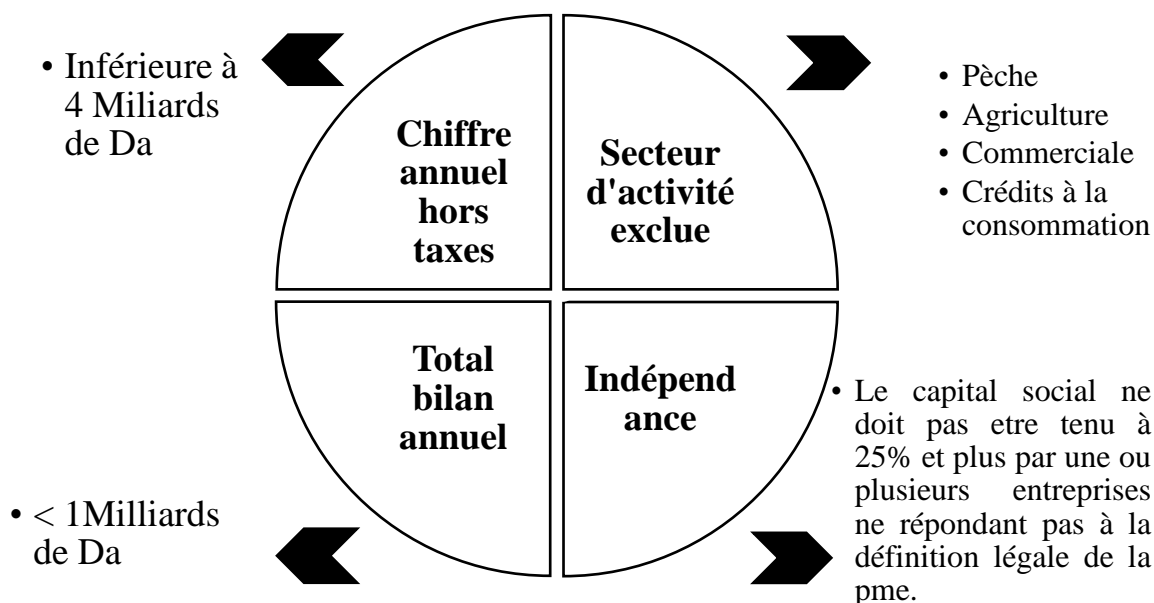 • Inférieure à
4 Miliards
de Da
Chiffre
annuel
hors
taxes
Secteur
d'activité
exclue
• Pèche
• Agriculture
• Commerciale
• Crédits à la
consommation
Total
bilan
annuel
• < 1Milliards
de Da
Indépend
ance
• Le capital social ne
doit pas etre tenu à
25% et plus par une ou
plusieurs entreprises
ne répondant pas à la
définition légale de la
pme.